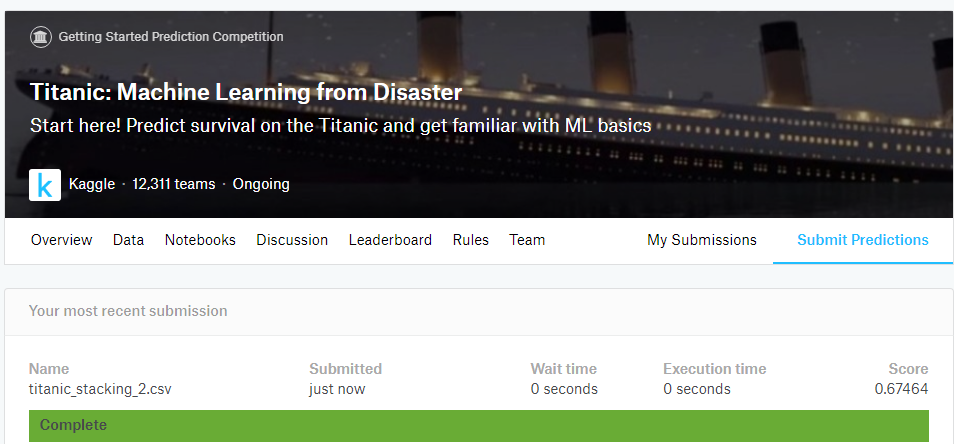 Getting Started Prediction Competition
Titanic: Machine Learning from Disaster
Start here! Predict survival on the Titanic and get familiar with ML basics
k Kaggle · 12,311 teams · Ongoing
Overview Data Notebooks Discussion Leaderboard Rules Team My Submissions Submit Predictions
Your most recent submission
Name Submitted Wait time Execution time Score
titanic_stacking_2.csv just now 0 seconds 0 seconds 0.67464
Complete